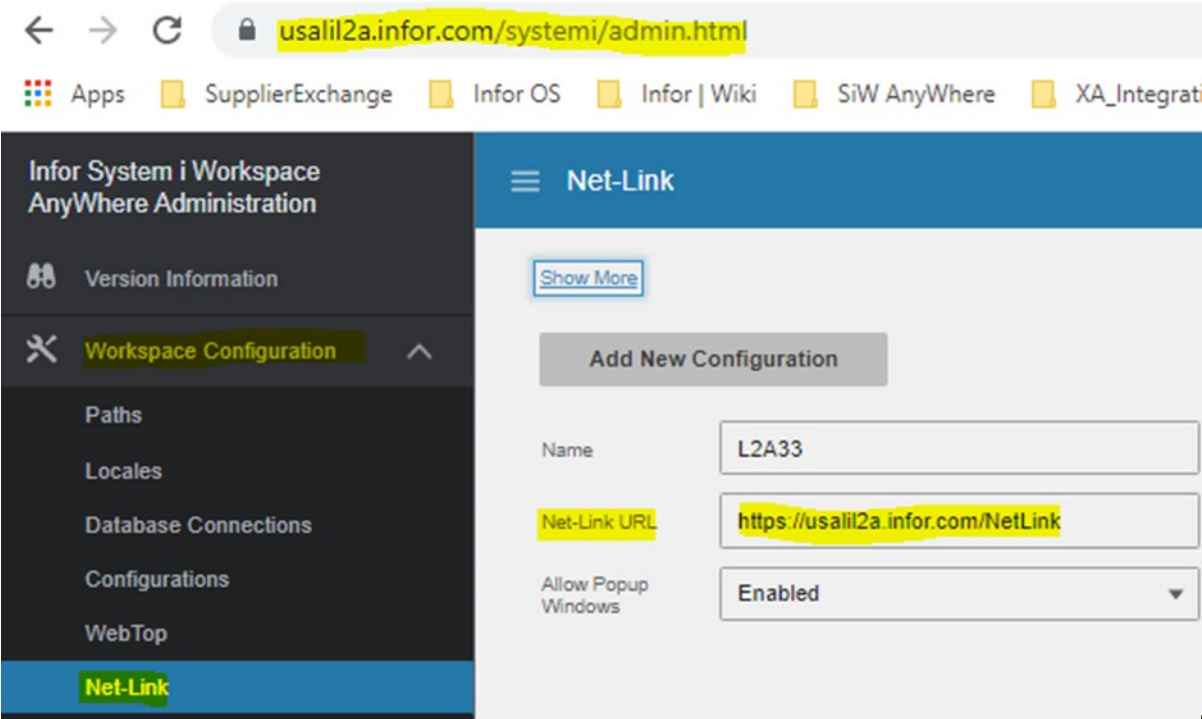 usalil2a.infor.com/systemi/admin.html
Apps SupplierExchange Infor OS Infor | Wiki SiW AnyWhere XA_Integrati
Infor System i Workspace
AnyWhere Administration
Net-Link
Version Information
Show More
Workspace Configuration
Add New Configuration
Paths
Name L2A33
Locales
Database Connections
Net-Link URL https://usalil2a.infor.com/NetLink
Configurations
Allow Popup
Windows
Enabled
WebTop
Net-Link